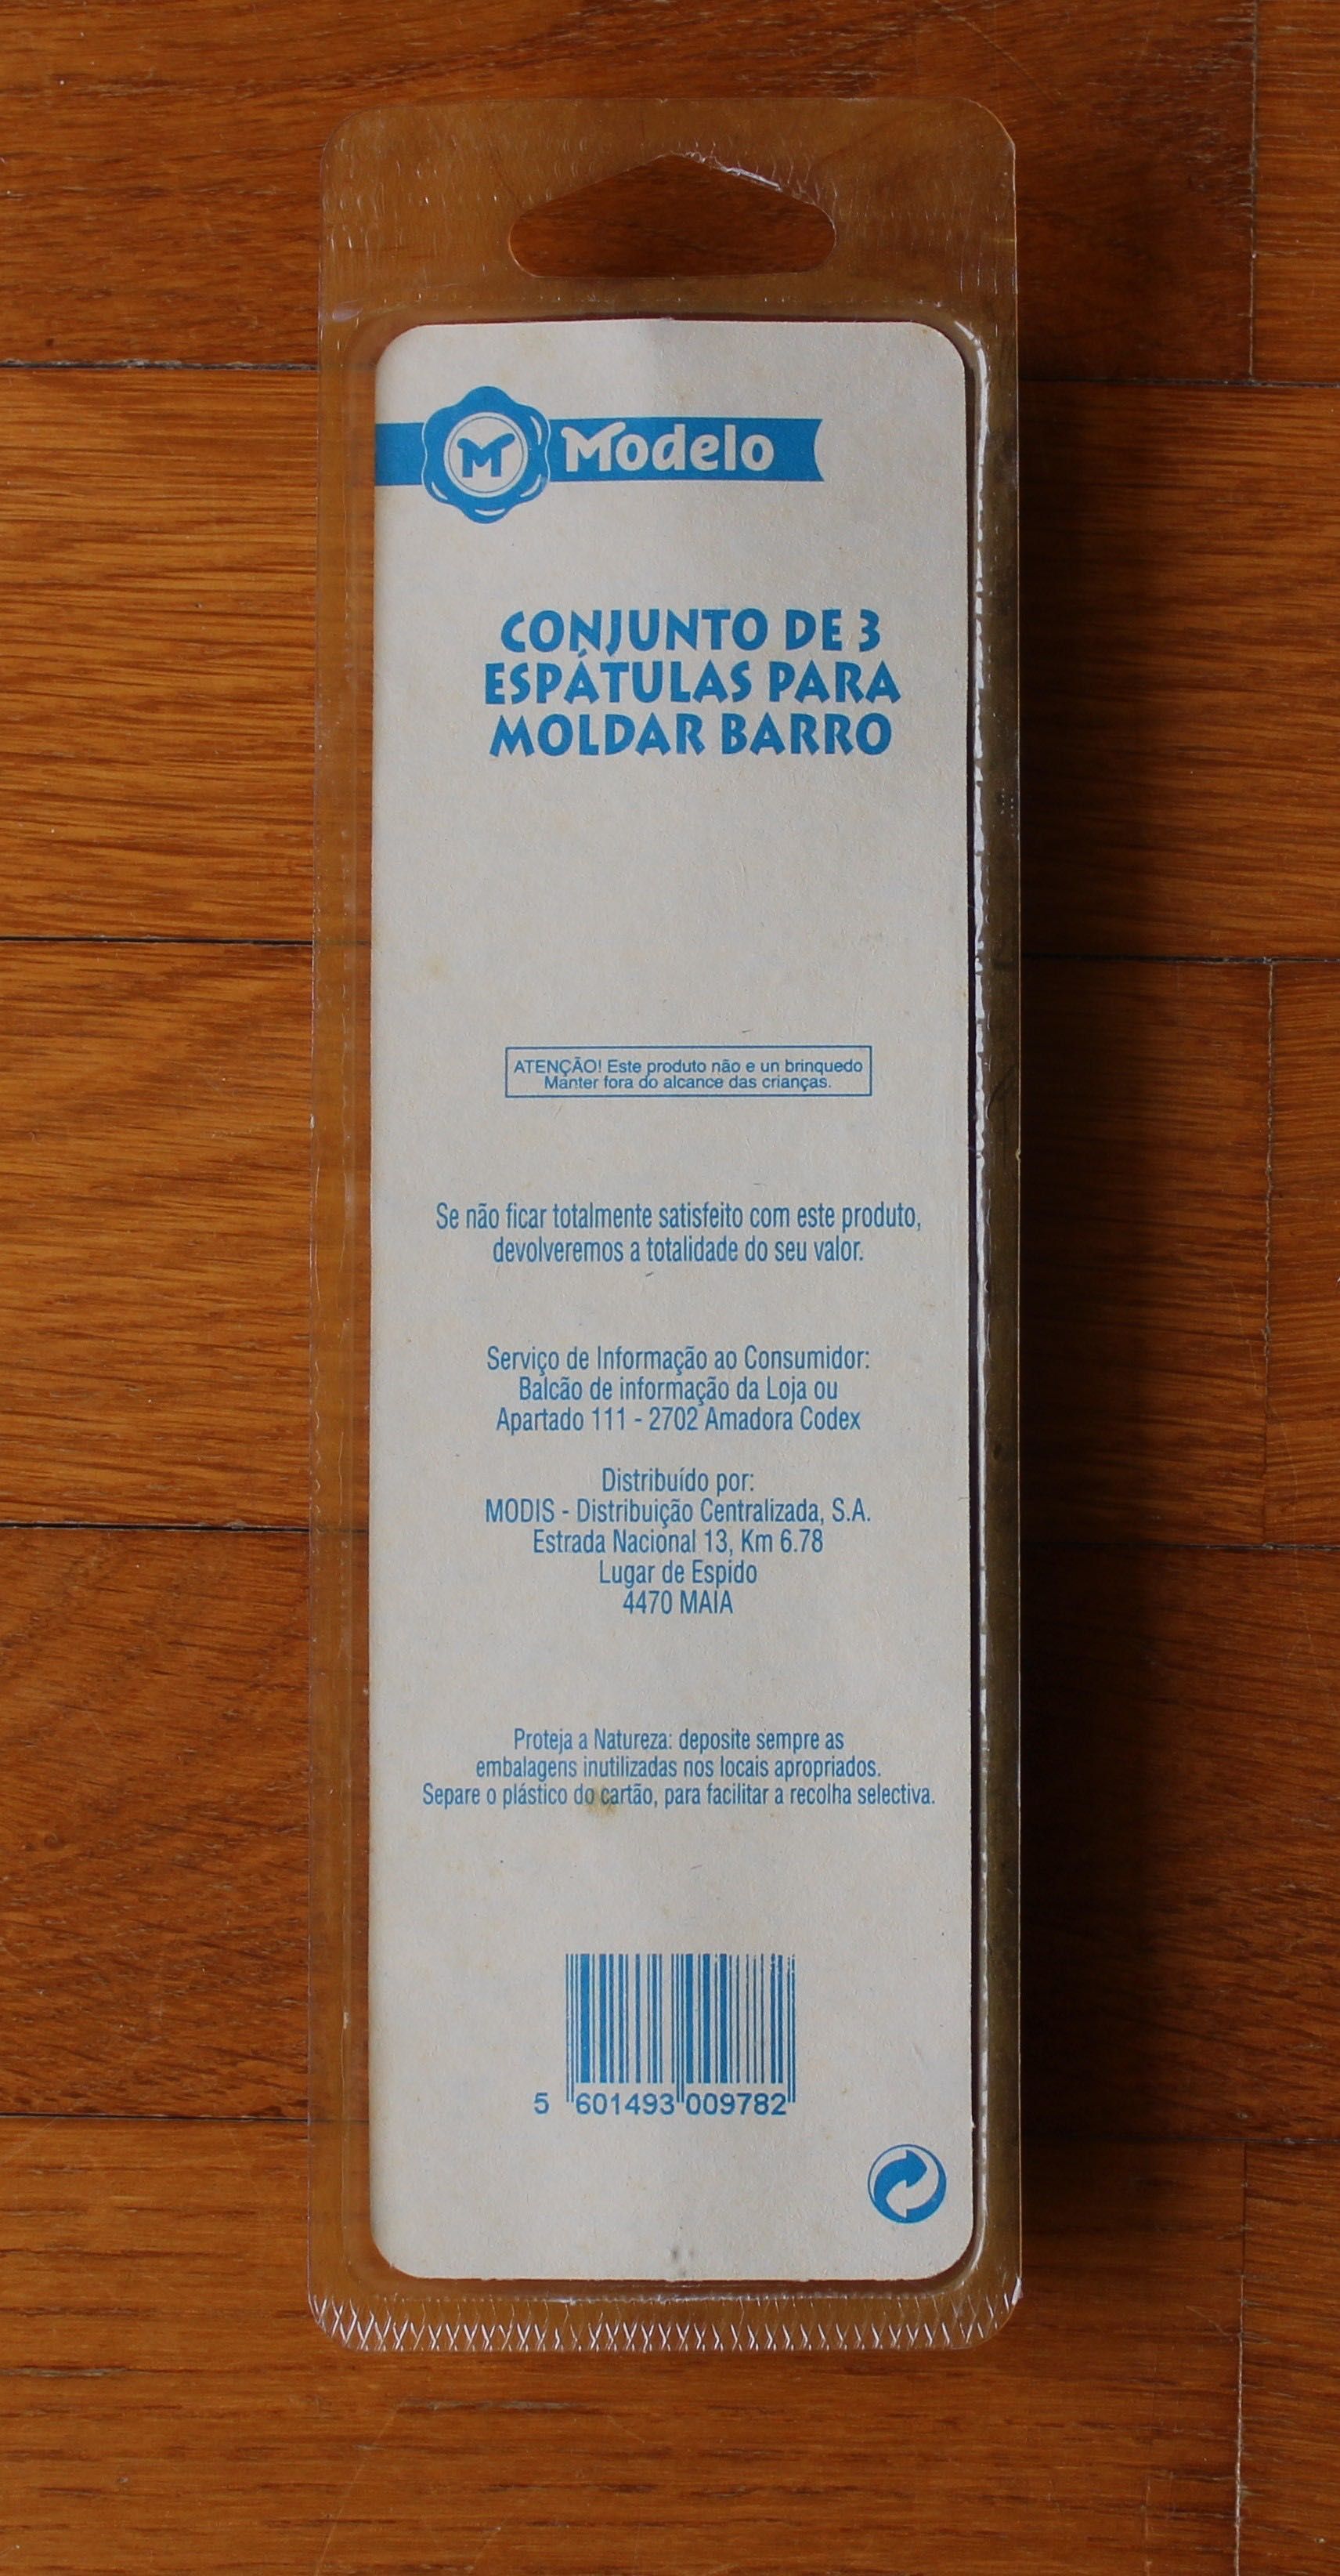 M Modelo
CONJUNTO DE 3
ESPÁTULAS PARA
MOLDAR BARRO
ATENÇÃO! Este produto não e un brinquedo
Manter fora do alcance das crianças.
Se não ficar totalmente satisfeito com este produto,
devolveremos a totalidade do seu valor.
Serviço de Informação ao Consumidor:
Balcão de informação da Loja ou
Apartado 111 - 2702 Amadora Codex
Distribuído por:
MODIS - Distribuição Centralizada, S.A.
Estrada Nacional 13, Km 6.78
Lugar de Espido
4470 MAIA
Proteja a Natureza: deposite sempre as
embalagens inutilizadas nos locais apropriados.
Separe o plástico do cartão, para facilitar a recolha selectiva.
5 601493 009782